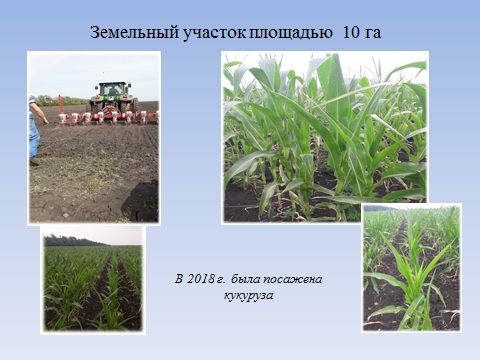 Земельный участок площадью 10 га
В 2018 г. была посажена
кукуруза